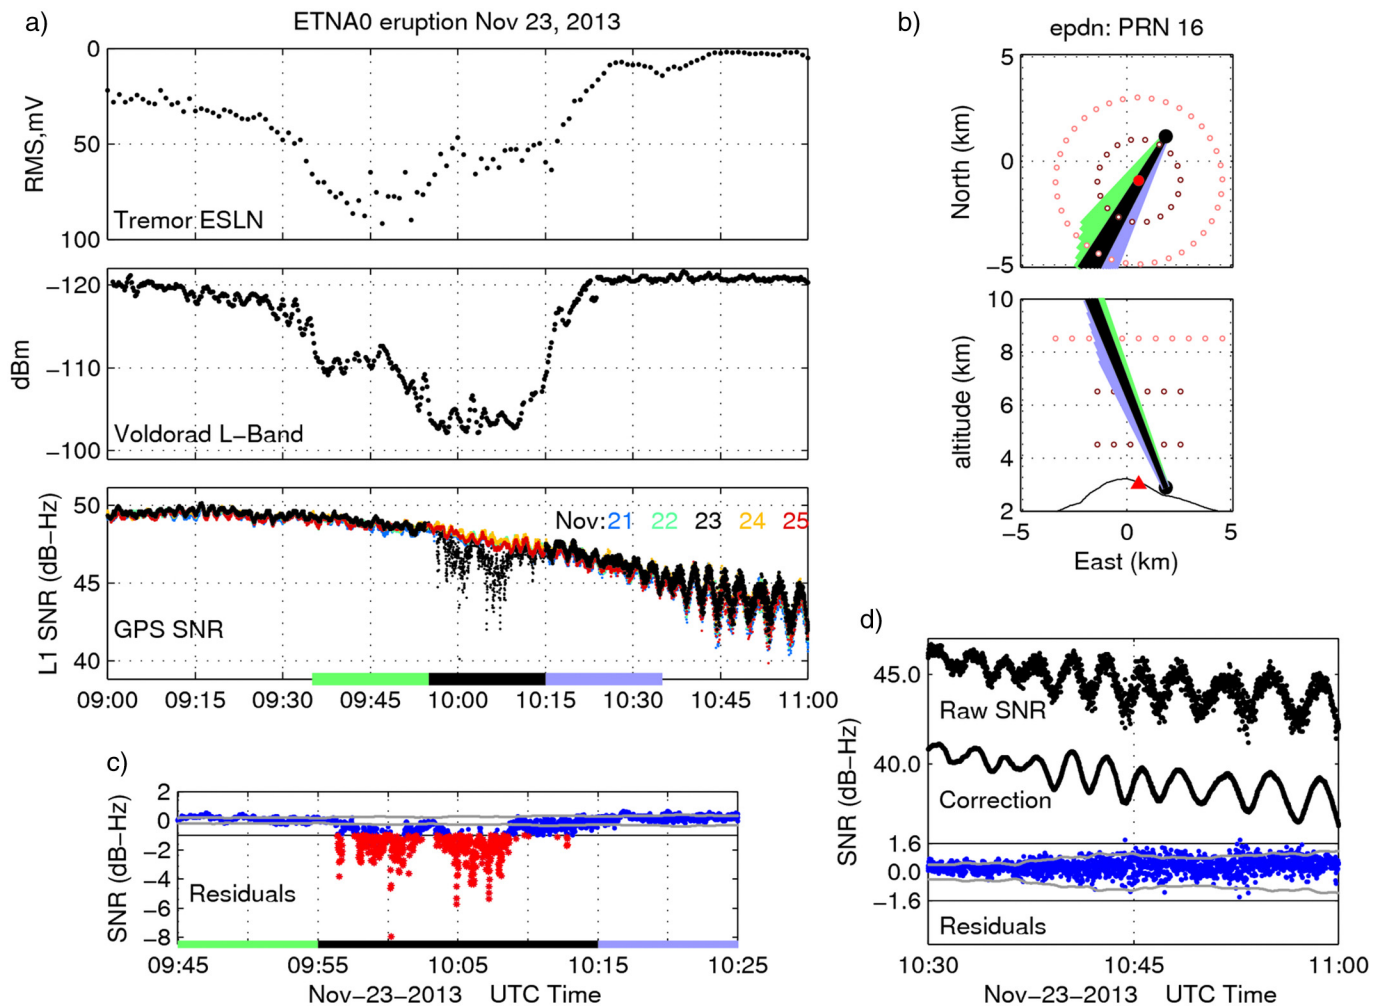 a)
ETNA0 eruption Nov 23, 2013
0
50
100
RMS,mV
Tremor ESLN
−120
−110
−100
dBm
Voldorad L−Band
50
45
40
L1 SNR (dB−Hz)
Nov: 21 22 23 24 25
GPS SNR
09:00 09:15 09:30 09:45 10:00 10:15 10:30 10:45 11:00
b)
epdn: PRN 16
5
0
−5
North (km)
10
8
6
4
2
altitude (km)
−5 0 5
East (km)
c)
2
0
−2
−4
−6
−8
SNR (dB−Hz)
Residuals
09:45 09:55 10:05 10:15 10:25
Nov−23−2013 UTC Time
d)
45.0
40.0
1.6
0.0
−1.6
SNR (dB−Hz)
Raw SNR
Correction
Residuals
10:30 10:45 11:00
Nov−23−2013 UTC Time